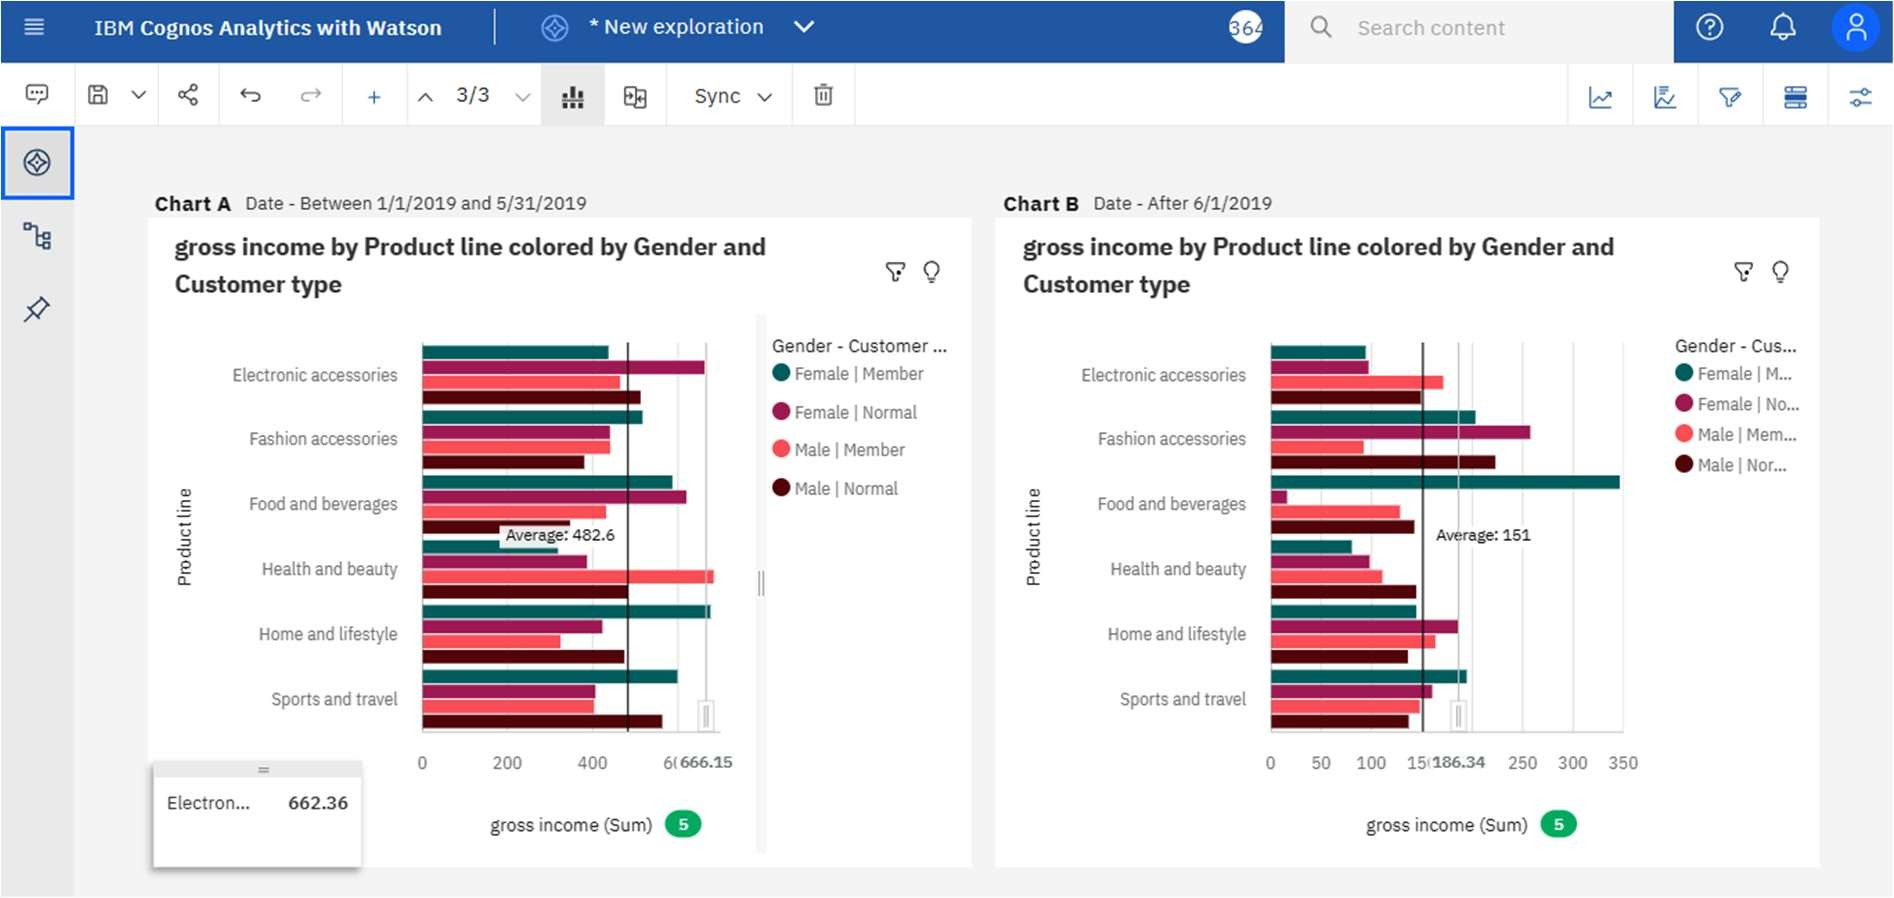 IBM Cognos Analytics with Watson
* New exploration
364
Search content
3/3
Sync
Chart A Date - Between 1/1/2019 and 5/31/2019
gross income by Product line colored by Gender and
Customer type
Gender - Customer ...
Female | Member
Female | Normal
Male | Member
Male | Normal
Product line
Electronic accessories
Fashion accessories
Food and beverages
Health and beauty
Home and lifestyle
Sports and travel
Average: 482.6
0 200 400 666.15
gross income (Sum) 5
Electron... 662.36
Chart B Date - After 6/1/2019
gross income by Product line colored by Gender and
Customer type
Gender - Cus...
Female | M...
Female | No...
Male | Mem...
Male | Nor...
Product line
Electronic accessories
Fashion accessories
Food and beverages
Health and beauty
Home and lifestyle
Sports and travel
Average: 151
0 50 100 186.34 250 300 350
gross income (Sum) 5